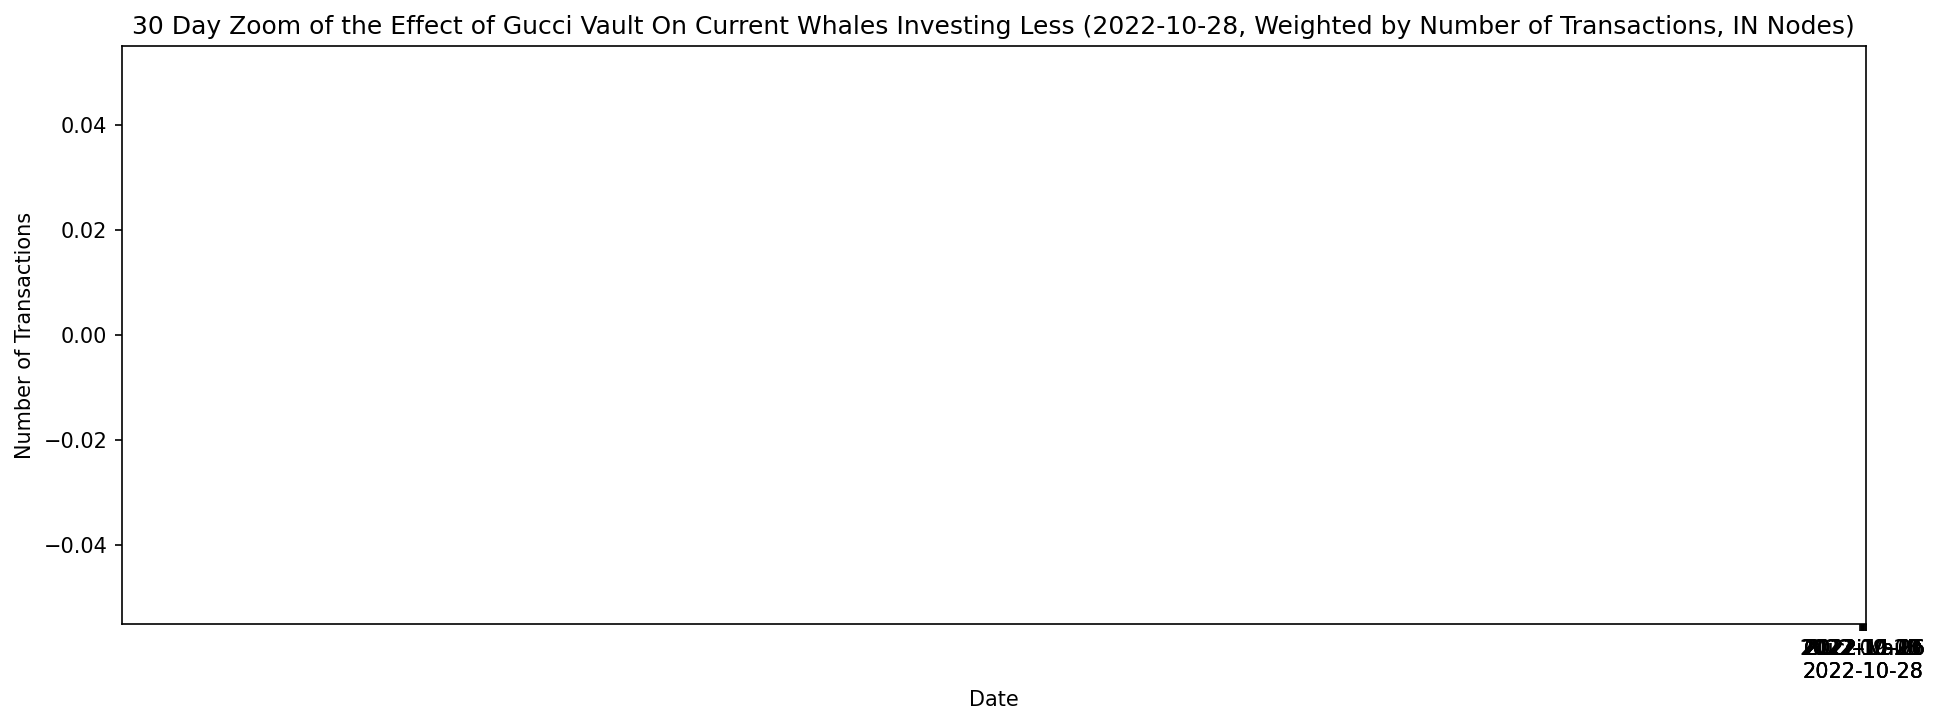 30 Day Zoom of the Effect of Gucci Vault On Current Whales Investing Less (2022-10-28, Weighted by Number of Transactions, IN Nodes)
0.04
0.02
0.00
−0.02
−0.04
Number of Transactions
2022-10-28
Date